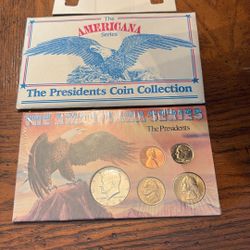 The
AMERICANA
Series
The Presidents Coin Collection
THE AMERICANA SERIES
The Presidents